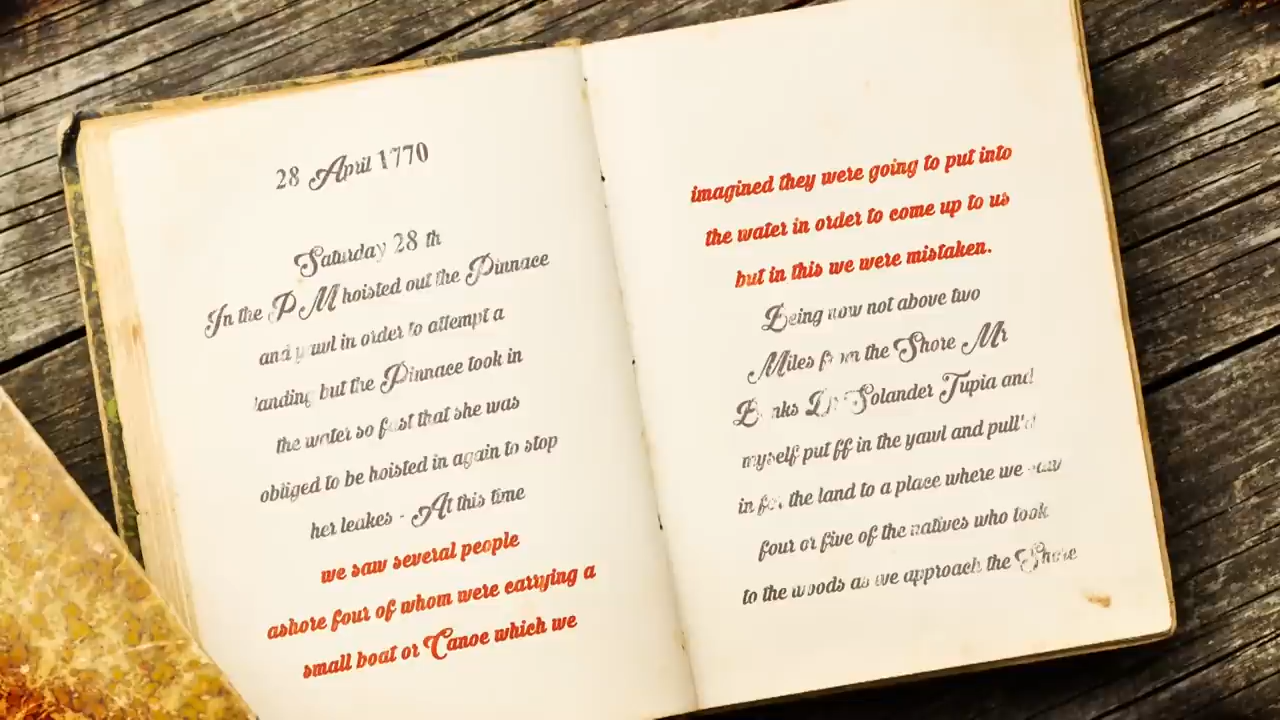 28 April 1770
Saturday 28 th
In the P M hoisted out the Pinnace
and yawl in order to attempt a
landing but the Pinnace took in
the water so fast that she was
obliged to be hoisted in again to stop
her leakes - At this time
we saw several people
ashore four of whom were carrying a
small boat or Canoe which we
imagined they were going to put into
the water in order to come up to us
but in this we were mistaken.
Being now not above two
Miles from the Shore Mr
Banks Dr Solander Tupia and
myself put off in the yawl and pull'd
in for the land to a place where we saw
four or five of the natives who took
to the woods as we approach the Shore